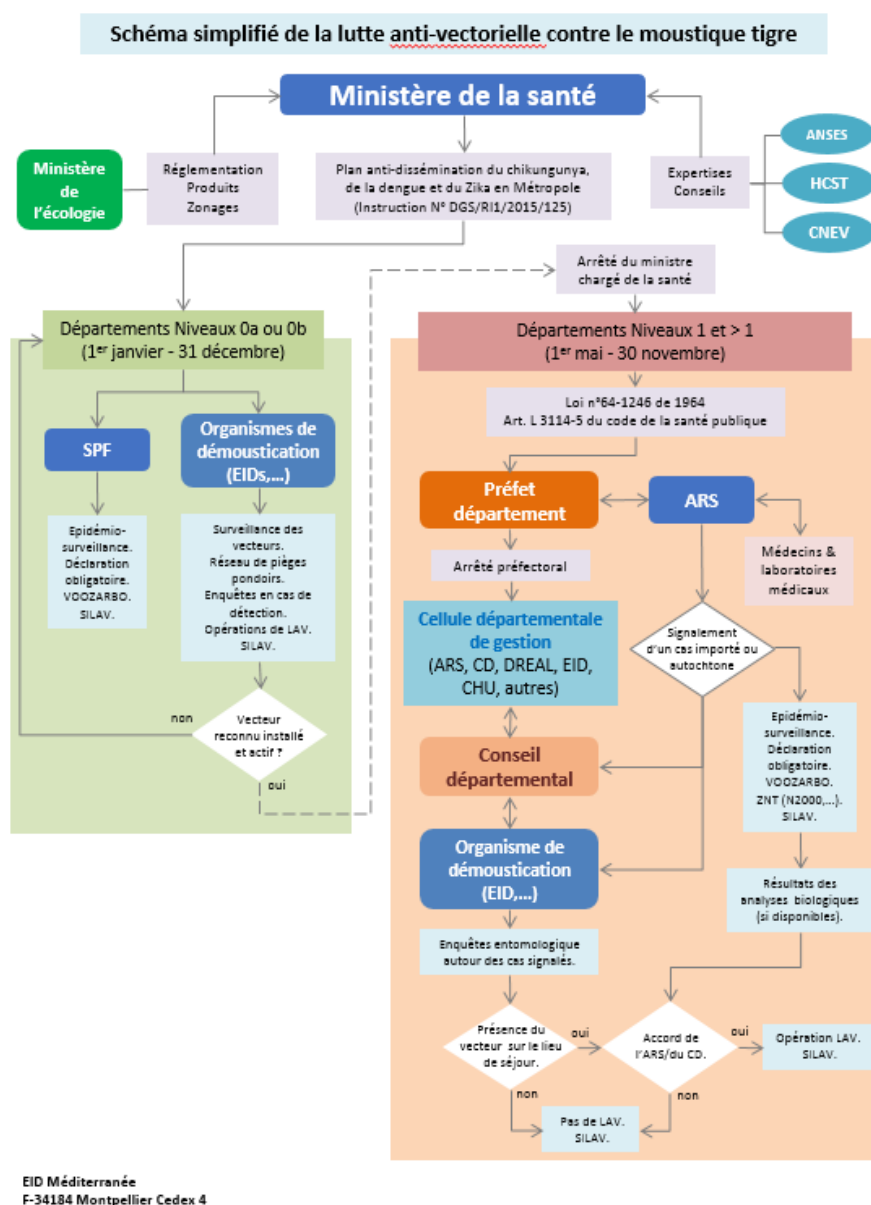 Schéma simplifié de la lutte anti-vectorielle contre le moustique tigre
Ministère de la santé
Ministère
de
l'écologie
Réglementation
Produits
Zonages
Plan anti-dissémination du chikungunya,
de la dengue et du Zika en Métropole
(Instruction N° DGS/RI1/2015/125)
Expertises
Conseils
ANSES
HCST
CNEV
Arrêté du ministre
chargé de la santé
Départements Niveaux 0a ou 0b
(1er janvier - 31 décembre)
SPF
Organismes de
démoustication
(EIDs,...)
Epidémio-
surveillance.
Déclaration
obligatoire.
VOOZARBO.
SILAV.
Surveillance des
vecteurs.
Réseau de pièges
pondoirs.
Enquêtes en cas de
détection.
Opérations de LAV.
SILAV.
non
Vecteur
reconnu installé
et actif ?
oui
Départements Niveaux 1 et > 1
(1er mai - 30 novembre)
Loi n°64-1246 de 1964
Art. L 3114-5 du code de la santé publique
Préfet
département
ARS
Arrêté préfectoral
Médecins &
laboratoires
médicaux
Cellule départementale
de gestion
(ARS, CD, DREAL, EID,
CHU, autres)
Signalement
d'un cas importé ou
autochtone
Conseil
départemental
Epidémio-
surveillance.
Déclaration
obligatoire.
VOOZARBO.
ZNT (N2000,...).
SILAV.
Organisme de
démoustication
(EID,...)
Résultats des
analyses biologiques
(si disponibles).
Enquêtes entomologique
autour des cas signalés.
Présence du
vecteur sur le lieu
de séjour.
oui
Accord de
l'ARS/du CD.
oui
Opération LAV.
SILAV.
non
non
Pas de LAV.
SILAV.
EID Méditerranée
F-34184 Montpellier Cedex 4